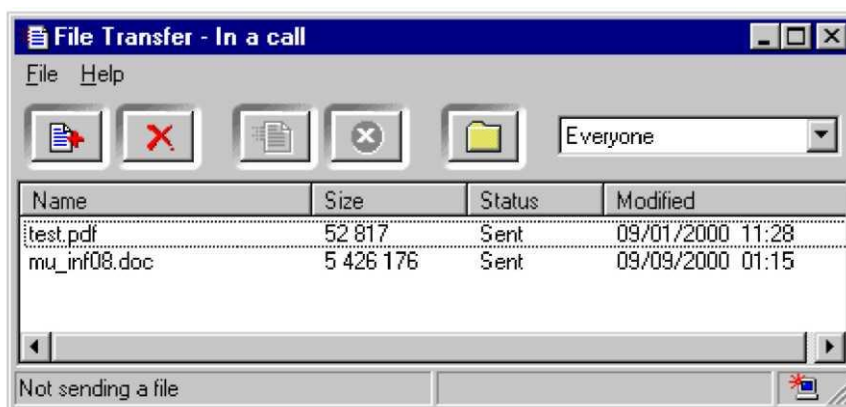 File Transfer - In a call
File Help
Everyone
Name Size Status Modified
test.pdf 52 817 Sent 09/01/2000 11:28
mu_inf08.doc 5 426 176 Sent 09/09/2000 01:15
Not sending a file